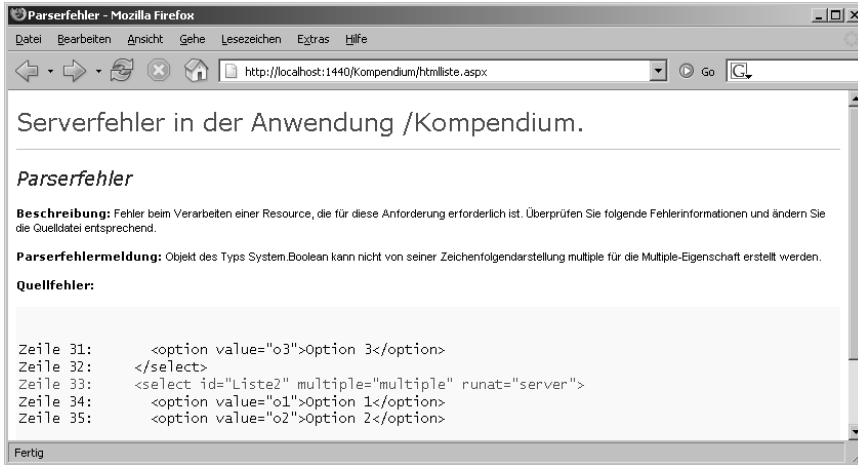 Parserfehler - Mozilla Firefox
Datei Bearbeiten Ansicht Gehe Lesezeichen Extras Hilfe
http://localhost:1440/Kompendium/htmlliste.aspx Go G
Serverfehler in der Anwendung /Kompendium.
Parserfehler
Beschreibung: Fehler beim Verarbeiten einer Resource, die für diese Anforderung erforderlich ist. Überprüfen Sie folgende Fehlerinformationen und ändern Sie
die Quelldatei entsprechend.
Parserfehlermeldung: Objekt des Typs System.Boolean kann nicht von seiner Zeichenfolgendarstellung multiple für die Multiple-Eigenschaft erstellt werden.
Quellfehler:
Zeile 31: <option value="o3">Option 3</option>
Zeile 32: </select>
Zeile 33: <select id="Liste2" multiple="multiple" runat="server">
Zeile 34: <option value="o1">Option 1</option>
Zeile 35: <option value="o2">Option 2</option>
Fertig